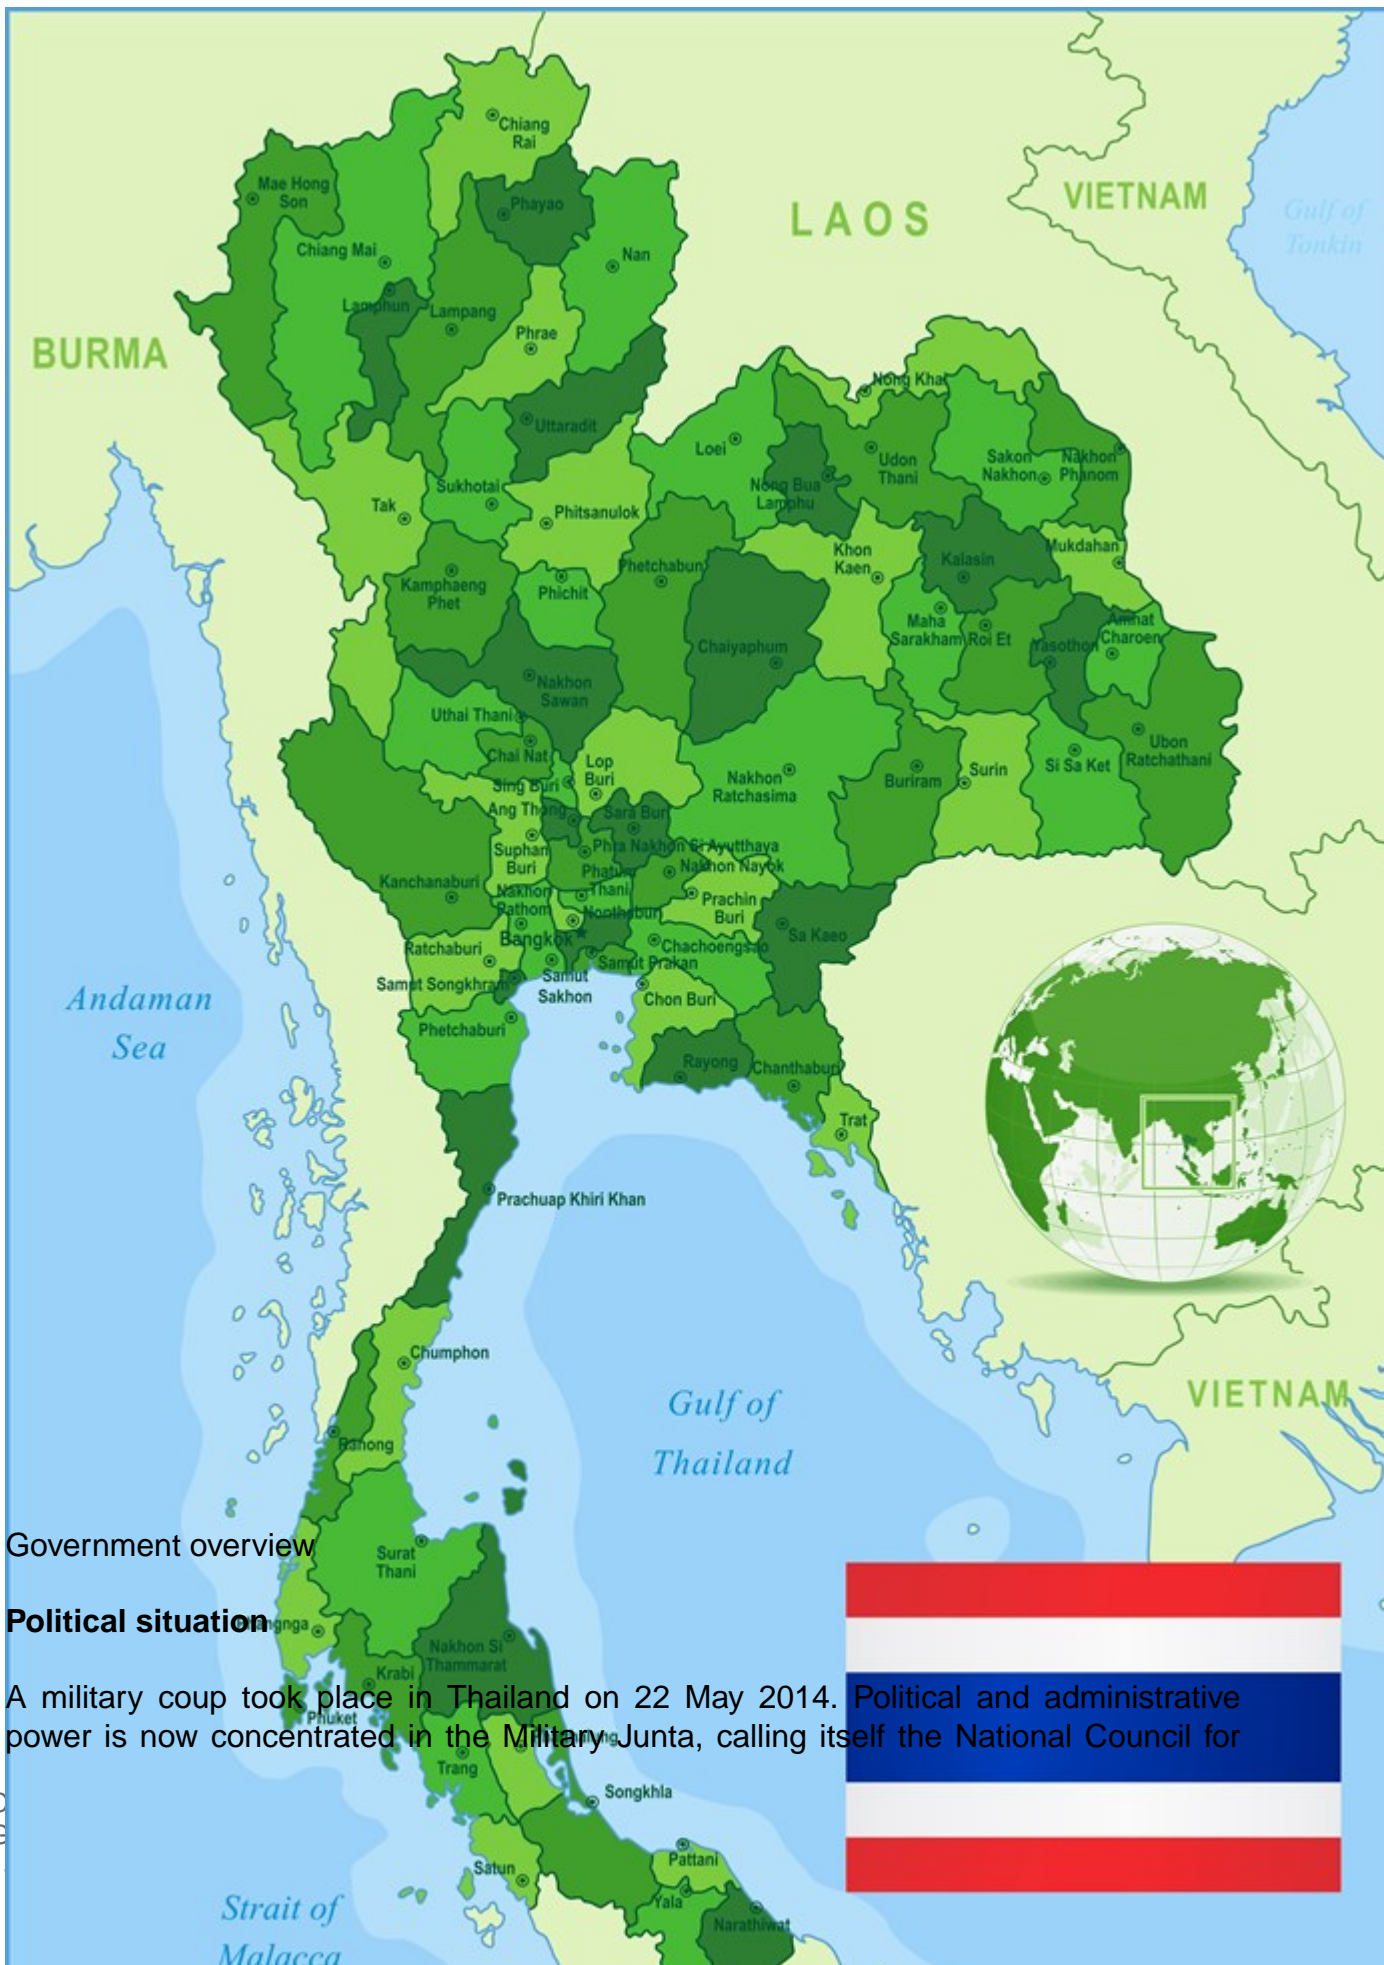 Chiang
Rai
Mae Hong
Son
Phayao
VIETNAM
LAOS
Gulf of
Tonkin
Chiang Mai
Nan
Lamphun
Lampang
Phrae
BURMA
Nong Khai
Uttaradit
Loei
Udon
Thani
Sakon
Nakhon
Nakhon
Phanom
Nong Bua
Lamphu
Sukhotai
Tak
Phitsanulok
Khon
Kaen
Kalasin
Mukdahan
Phetchabun
Kamphaeng
Phet
Phichit
Maha
Sarakham
Roi Et
Amnat
Charoen
Yasothon
Chaiyaphum
Nakhon
Sawan
Uthai Thani
Chai Nat
Lop
Buri
Ubon
Ratchathani
Si Sa Ket
Surin
Buriram
Nakhon
Ratchasima
Sing Buri
Ang Thong
Sara Buri
Phra Nakhon Si Ayutthaya
Suphan
Buri
Phatum
Thani
Nakhon Nayok
Kanchanaburi
Nakhon
Pathom
Prachin
Buri
Nonthaburi
Bangkok
Sa Kaeo
Chachoengsao
Ratchaburi
Samut Prakan
Samut Songkhram
Samut
Sakhon
Chon Buri
Andaman
Sea
Phetchaburi
Rayong
Chanthaburi
Trat
Prachuap Khiri Khan
Chumphon
Gulf of
Thailand
VIETNAM
Ranong
Government overview
Surat
Thani
Political situation
Nakhon Si
Thammarat
Krabi
A military coup took place in Thailand on 22 May 2014. Political and administrative
Phuket
power is now concentrated in the Military Junta, calling itself the National Council for
Trang
Songkhla
Pattani
Satun
Yala
Narathiwat
Strait of
Malacca